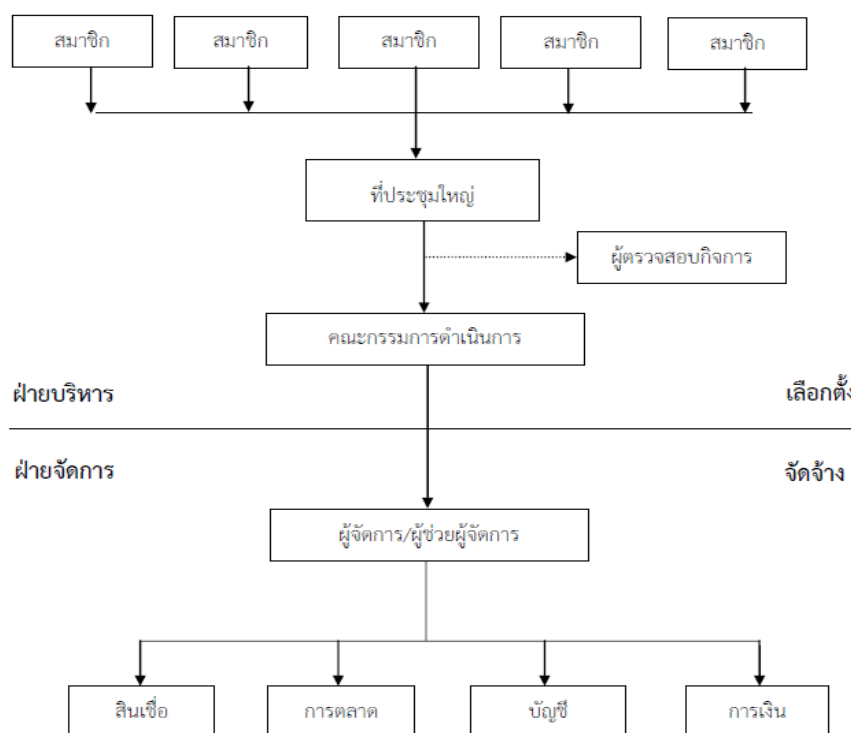 สมาชิก
สมาชิก
สมาชิก
สมาชิก
สมาชิก
ที่ประชุมใหญ่
ผู้ตรวจสอบกิจการ
คณะกรรมการดำเนินการ
ฝ่ายบริหาร
เลือกตั้ง
ฝ่ายจัดการ
จัดจ้าง
ผู้จัดการ/ผู้ช่วยผู้จัดการ
สินเชื่อ
การตลาด
บัญชี
การเงิน